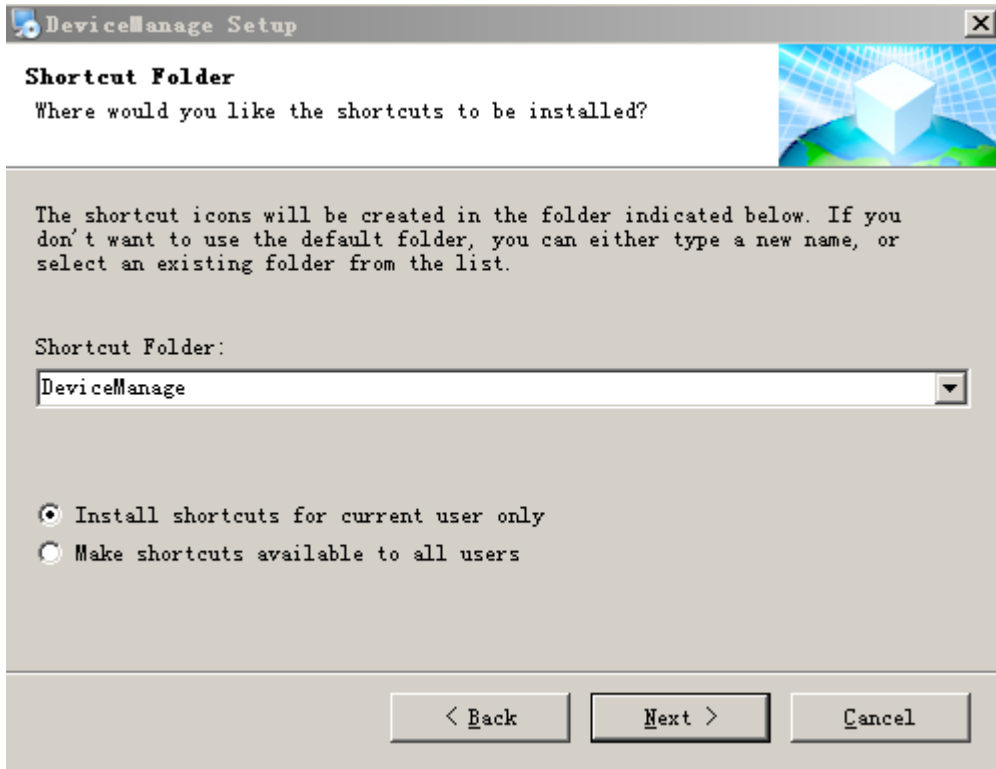 DeviceManage Setup
Shortcut Folder
Where would you like the shortcuts to be installed?
The shortcut icons will be created in the folder indicated below. If you
don't want to use the default folder, you can either type a new name, or
select an existing folder from the list.
Shortcut Folder:
DeviceManage
Install shortcuts for current user only
Make shortcuts available to all users
< Back
Next >
Cancel